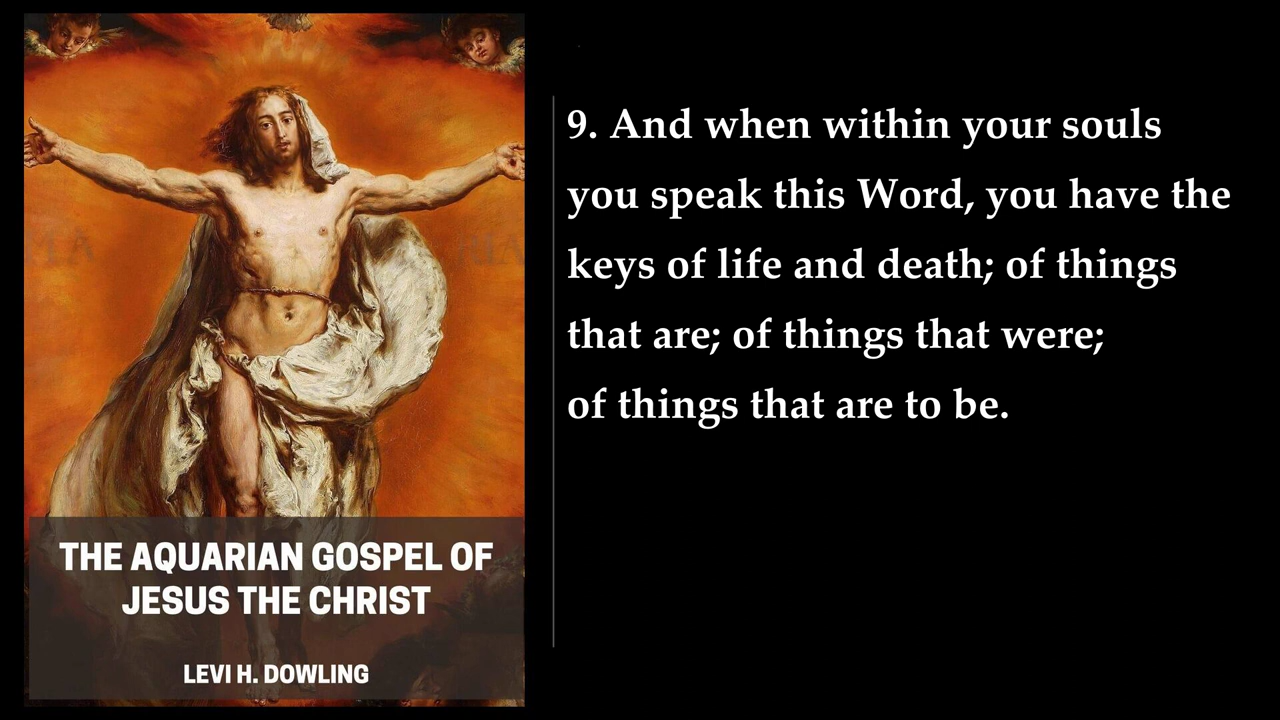 THE AQUARIAN GOSPEL OF
JESUS THE CHRIST
LEVI H. DOWLING
9. And when within your souls
you speak this Word, you have the
keys of life and death; of things
that are; of things that were;
of things that are to be.